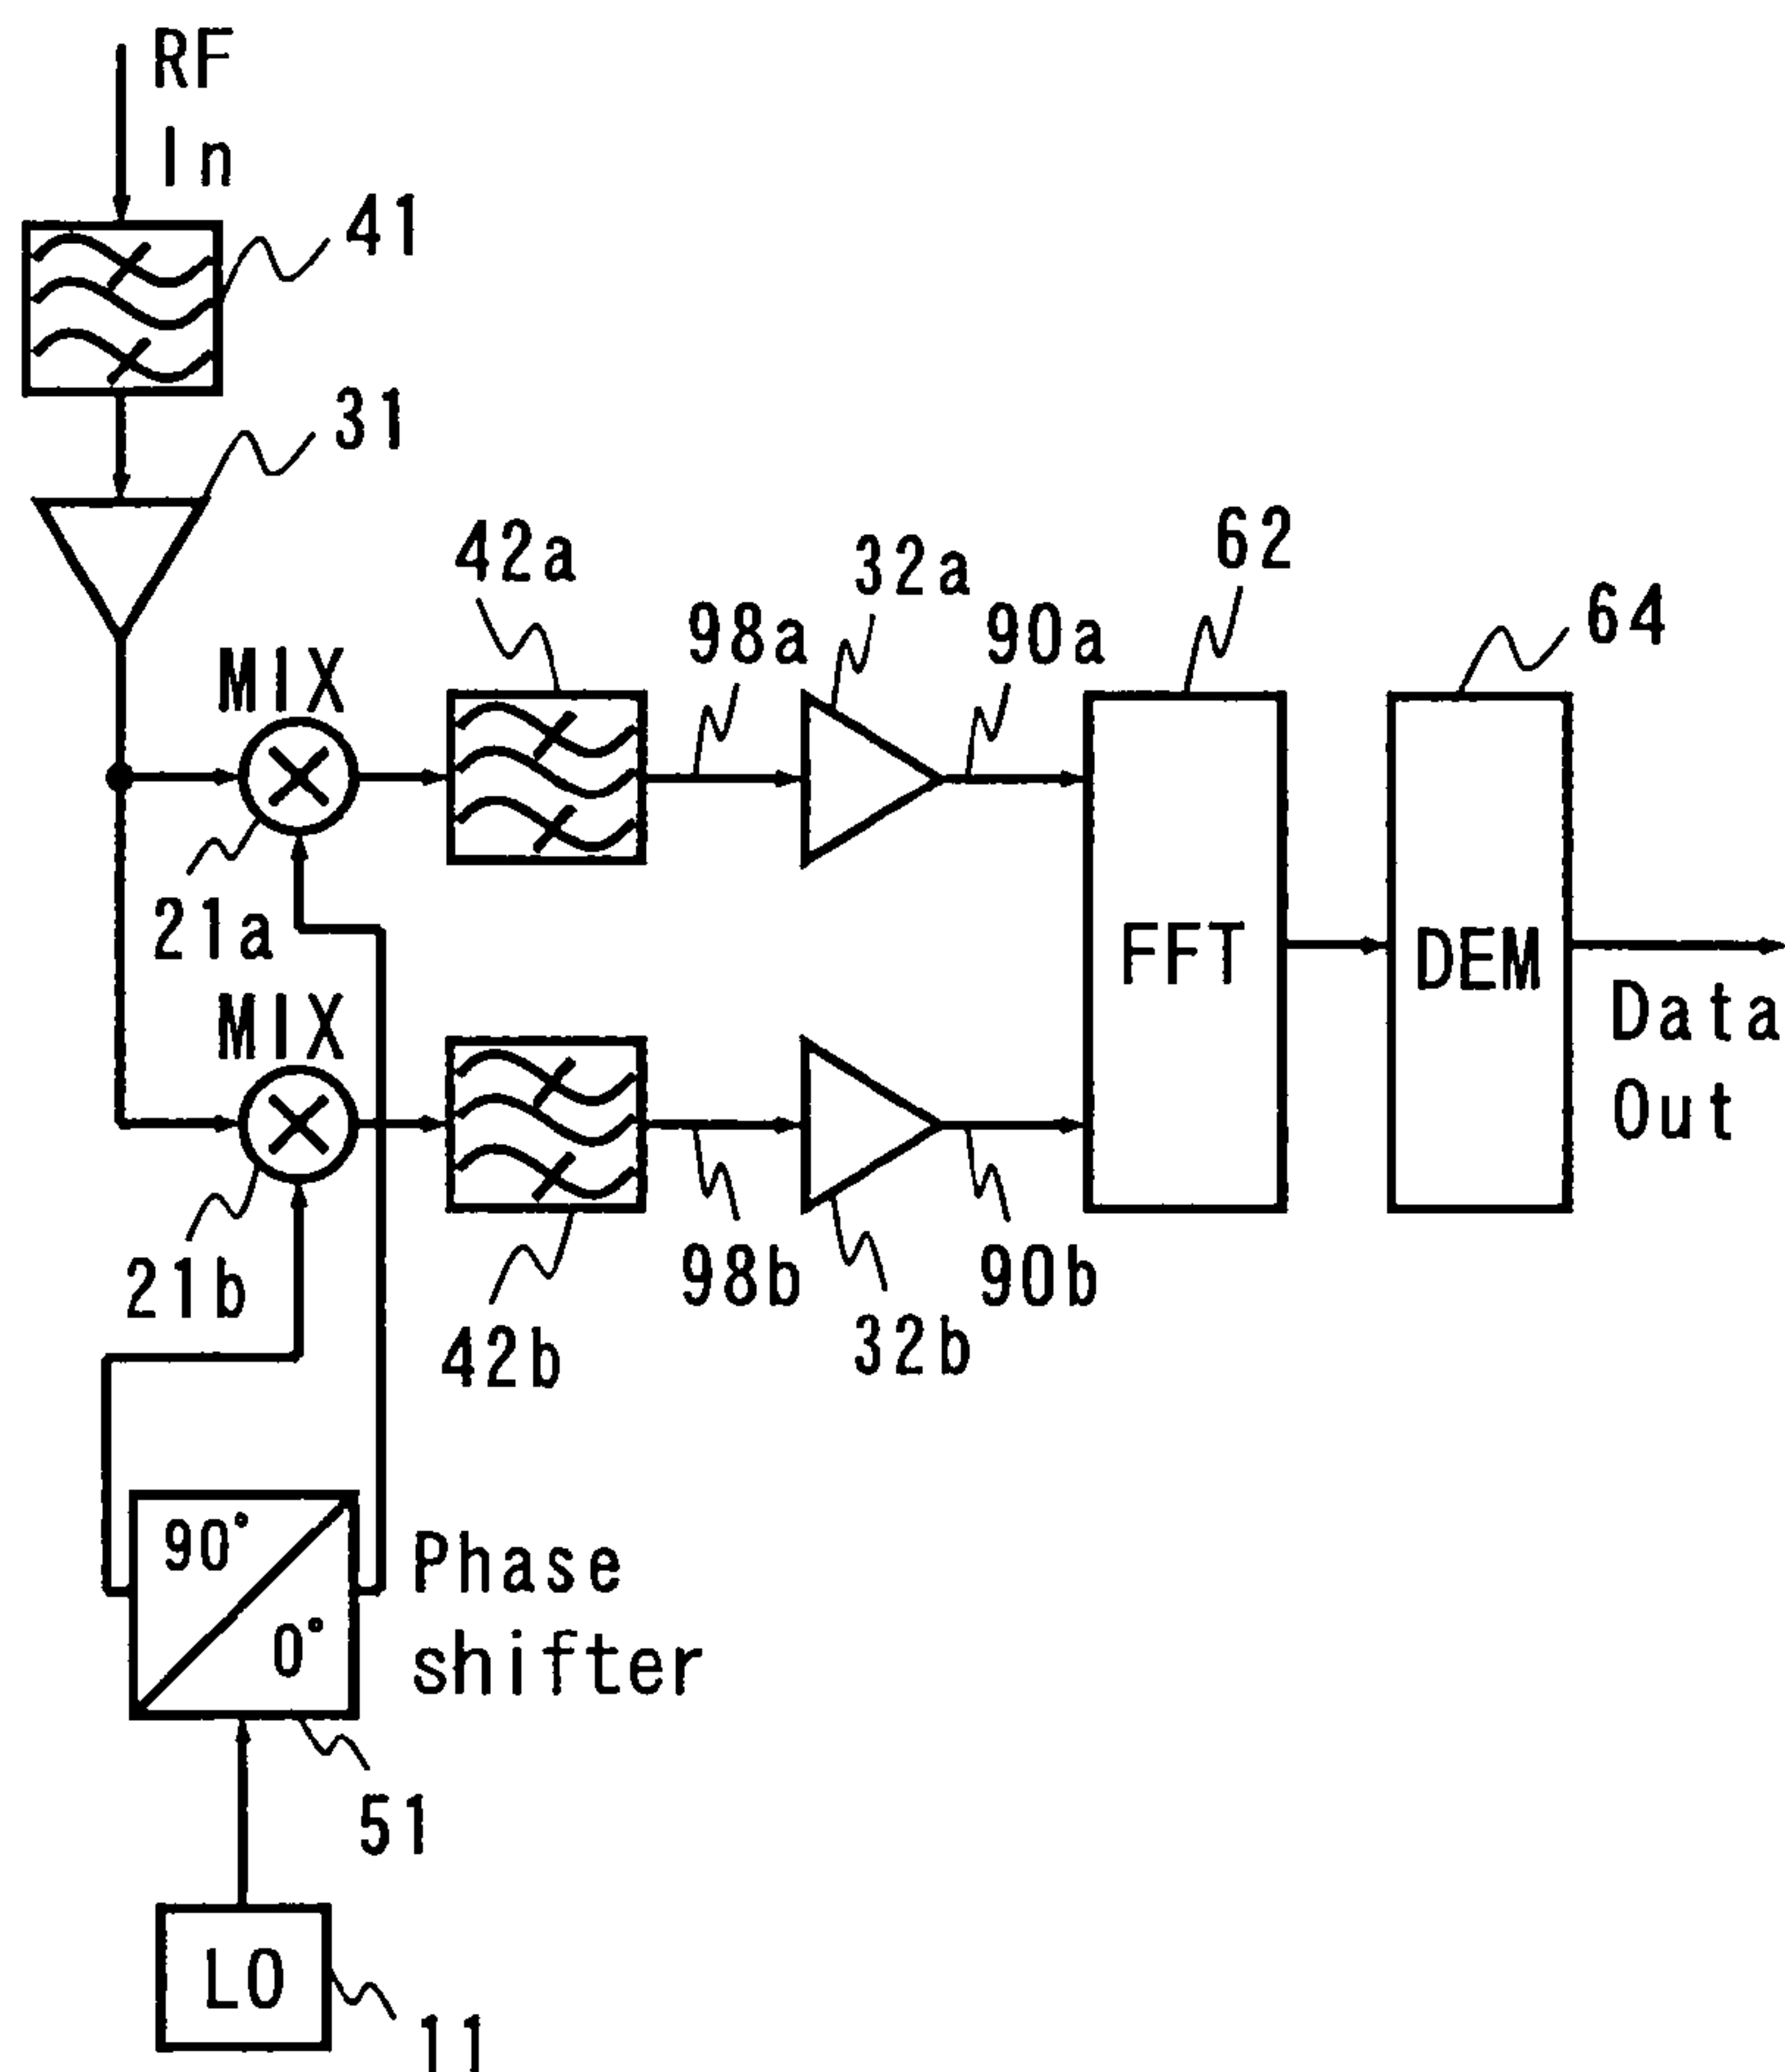 RF
In
41
31
42a
32a
62
98a
90a
64
MIX
21a
FFT
DEM
MIX
Data
Out
21b
98b
90b
42b
32b
90°
0°
Phase
shifter
51
LO
11